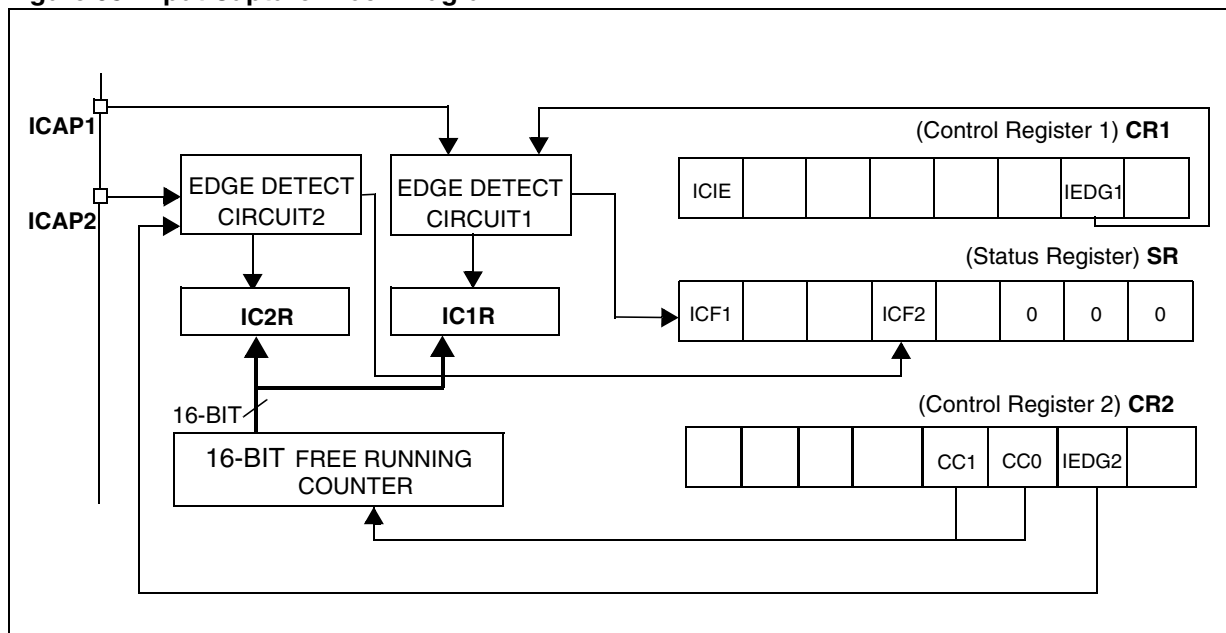 ICAP1
ICAP2
EDGE DETECT
CIRCUIT2
EDGE DETECT
CIRCUIT1
IC2R
IC1R
16-BIT
16-BIT FREE RUNNING
COUNTER
(Control Register 1) CR1
ICIE IEDG1
(Status Register) SR
ICF1 ICF2 0 0 0
(Control Register 2) CR2
CC1 CC0 IEDG2